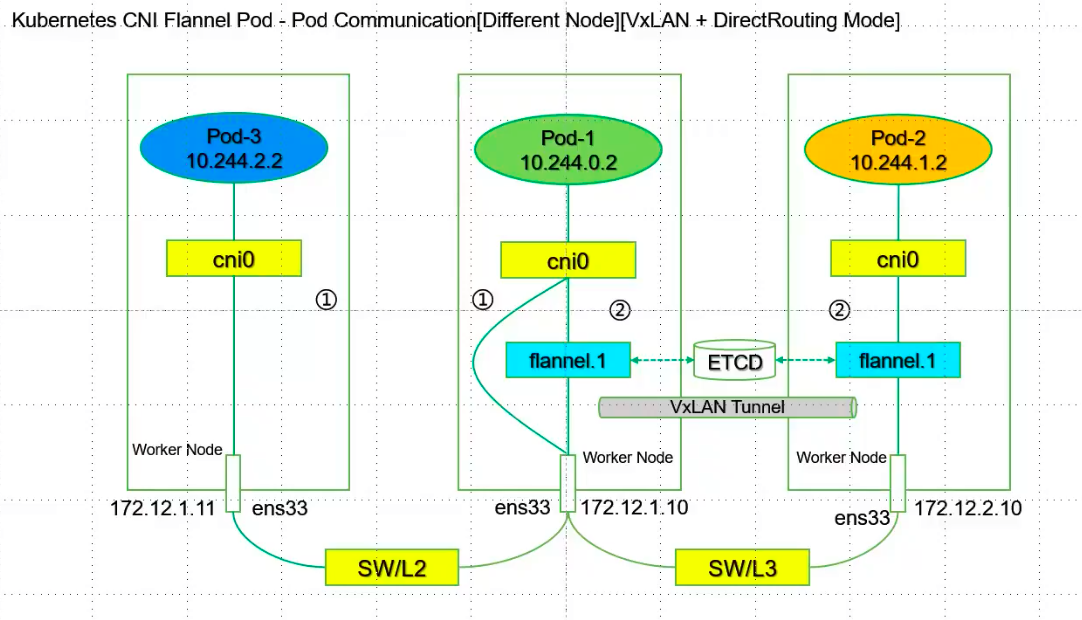 Kubernetes CNI Flannel Pod - Pod Communication[Different Node][VxLAN + DirectRouting Mode]
Pod-3
10.244.2.2
Pod-1
10.244.0.2
Pod-2
10.244.1.2
cni0
cni0
cni0
①
①
②
②
flannel.1
ETCD
flannel.1
VxLAN Tunnel
Worker Node
Worker Node
Worker Node
172.12.1.11
ens33
ens33
172.12.1.10
ens33
172.12.2.10
SW/L2
SW/L3